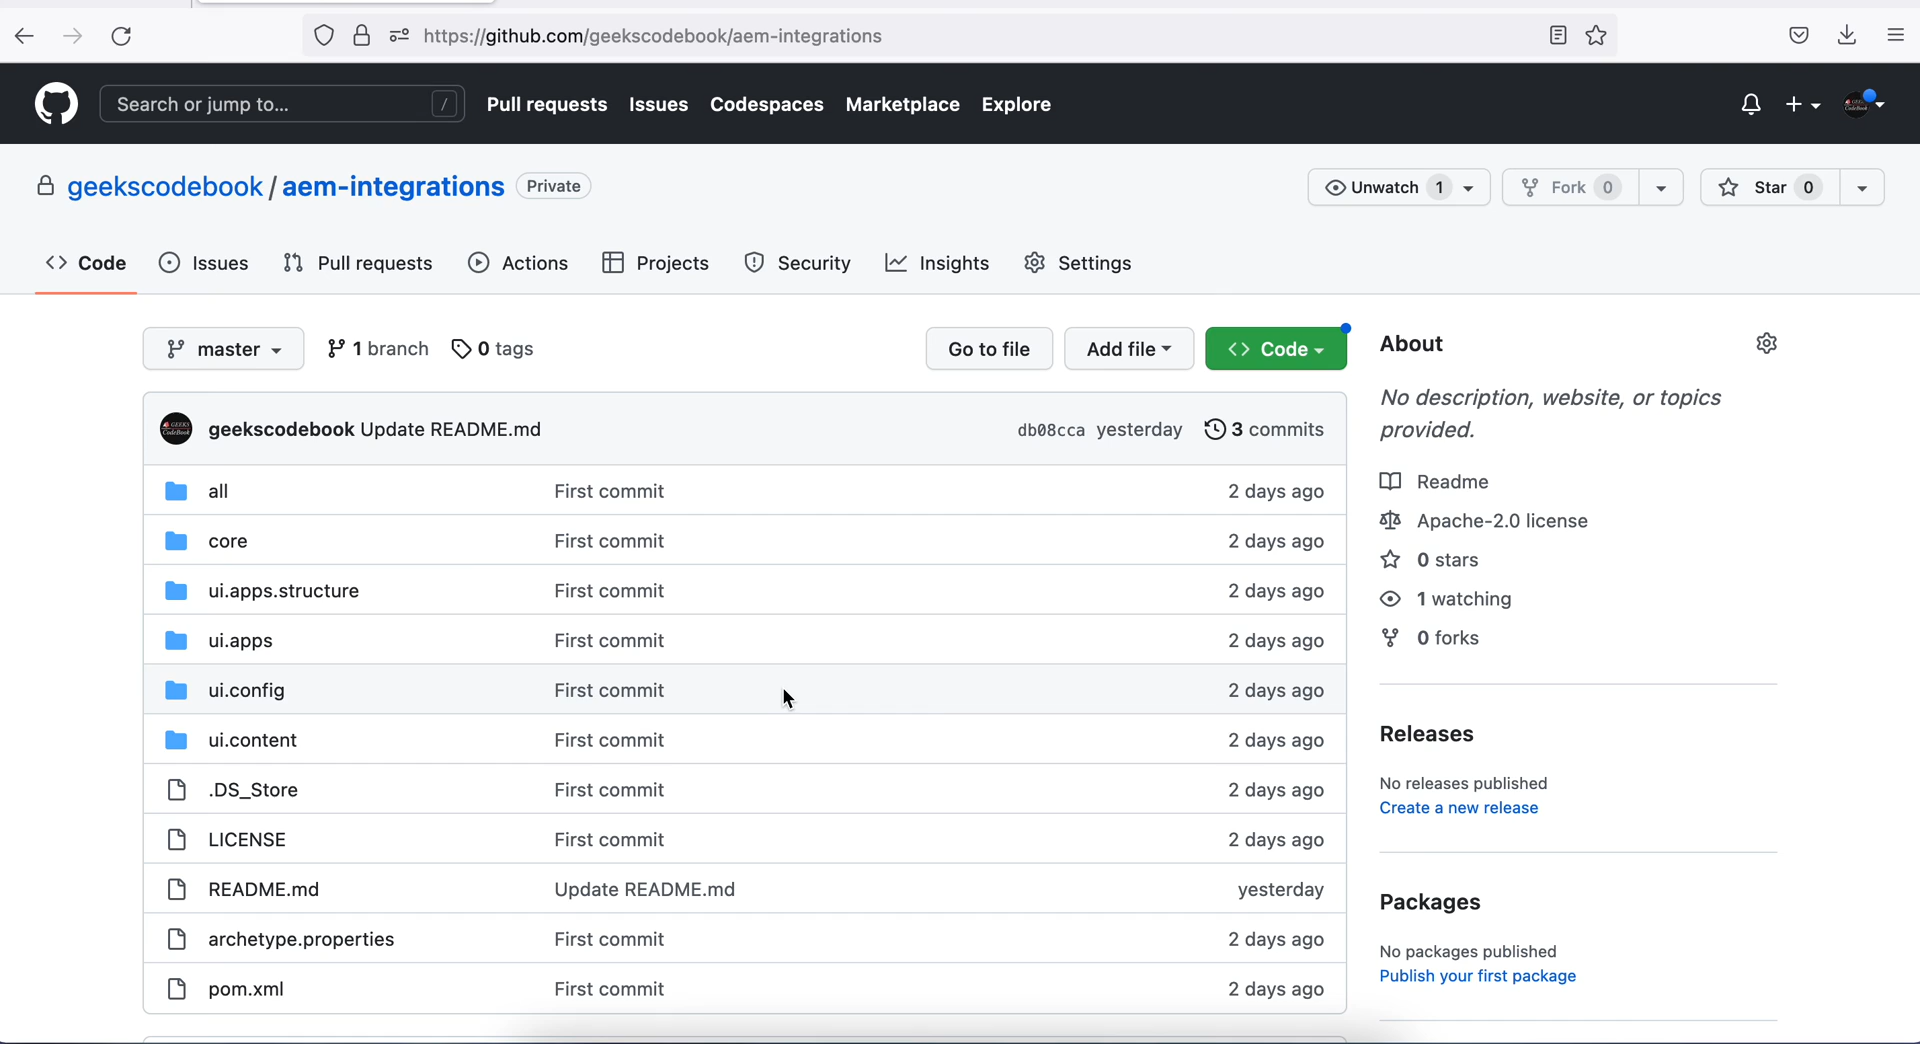 https://github.com/geekscodebook/aem-integrations
Search or jump to... /
Pull requests Issues Codespaces Marketplace Explore
geekscodebook / aem-integrations Private
Unwatch 1 Fork 0 Star 0
Code Issues Pull requests Actions Projects Security Insights Settings
master 1 branch 0 tags Go to file Add file Code
geekscodebook Update README.md db08cca yesterday 3 commits
all First commit 2 days ago
core First commit 2 days ago
ui.apps.structure First commit 2 days ago
ui.apps First commit 2 days ago
ui.config First commit 2 days ago
ui.content First commit 2 days ago
.DS_Store First commit 2 days ago
LICENSE First commit 2 days ago
README.md Update README.md yesterday
archetype.properties First commit 2 days ago
pom.xml First commit 2 days ago
About
No description, website, or topics
provided.
Readme
Apache-2.0 license
0 stars
1 watching
0 forks
Releases
No releases published
Create a new release
Packages
No packages published
Publish your first package